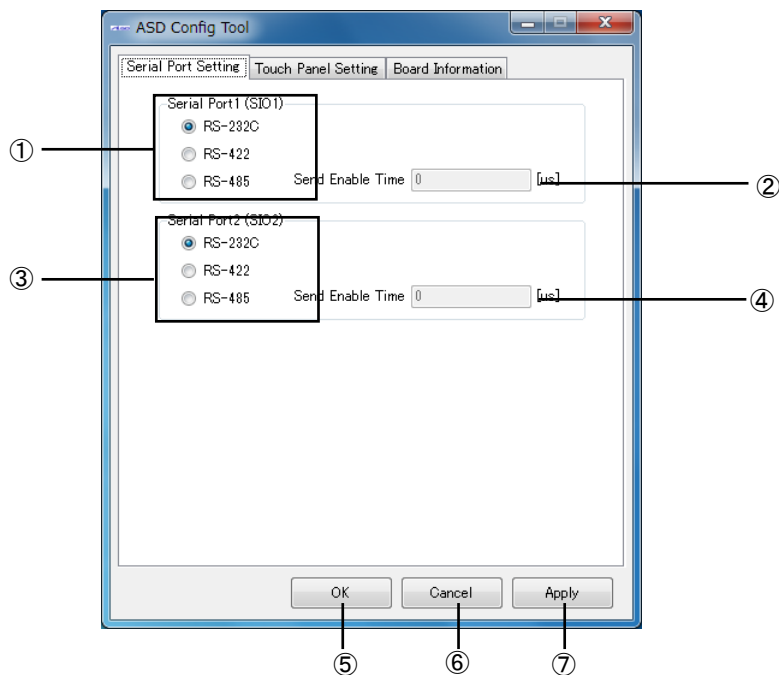 ASD Config Tool
Serial Port Setting Touch Panel Setting Board Information
Serial Port1 (SIO1)
RS-232C
①
RS-422
RS-485 Send Enable Time 0 [us]
②
Serial Port2 (SIO2)
RS-232C
③
RS-422
RS-485 Send Enable Time 0 [us]
④
OK Cancel Apply
⑤ ⑥ ⑦